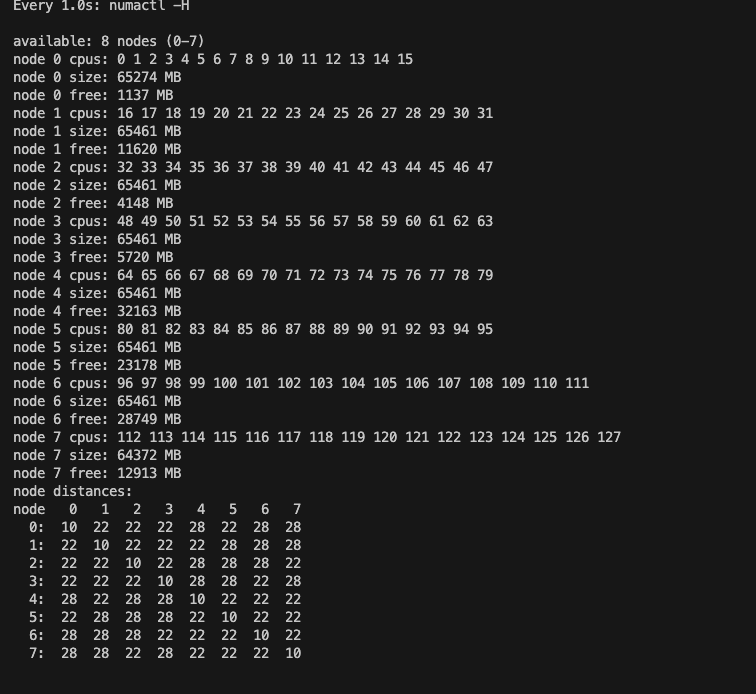 Every 1.0s: numactl -H
available: 8 nodes (0-7)
node 0 cpus: 0 1 2 3 4 5 6 7 8 9 10 11 12 13 14 15
node 0 size: 65274 MB
node 0 free: 1137 MB
node 1 cpus: 16 17 18 19 20 21 22 23 24 25 26 27 28 29 30 31
node 1 size: 65461 MB
node 1 free: 11620 MB
node 2 cpus: 32 33 34 35 36 37 38 39 40 41 42 43 44 45 46 47
node 2 size: 65461 MB
node 2 free: 4148 MB
node 3 cpus: 48 49 50 51 52 53 54 55 56 57 58 59 60 61 62 63
node 3 size: 65461 MB
node 3 free: 5720 MB
node 4 cpus: 64 65 66 67 68 69 70 71 72 73 74 75 76 77 78 79
node 4 size: 65461 MB
node 4 free: 32163 MB
node 5 cpus: 80 81 82 83 84 85 86 87 88 89 90 91 92 93 94 95
node 5 size: 65461 MB
node 5 free: 23178 MB
node 6 cpus: 96 97 98 99 100 101 102 103 104 105 106 107 108 109 110 111
node 6 size: 65461 MB
node 6 free: 28749 MB
node 7 cpus: 112 113 114 115 116 117 118 119 120 121 122 123 124 125 126 127
node 7 size: 64372 MB
node 7 free: 12913 MB
node distances:
node   0   1   2   3   4   5   6   7
  0:  10  22  22  22  28  22  28  28
  1:  22  10  22  22  22  28  28  28
  2:  22  22  10  22  28  28  28  22
  3:  22  22  22  10  28  28  22  28
  4:  28  22  28  28  10  22  22  22
  5:  22  28  28  28  22  10  22  22
  6:  28  28  28  22  22  22  10  22
  7:  28  28  22  28  22  22  22  10